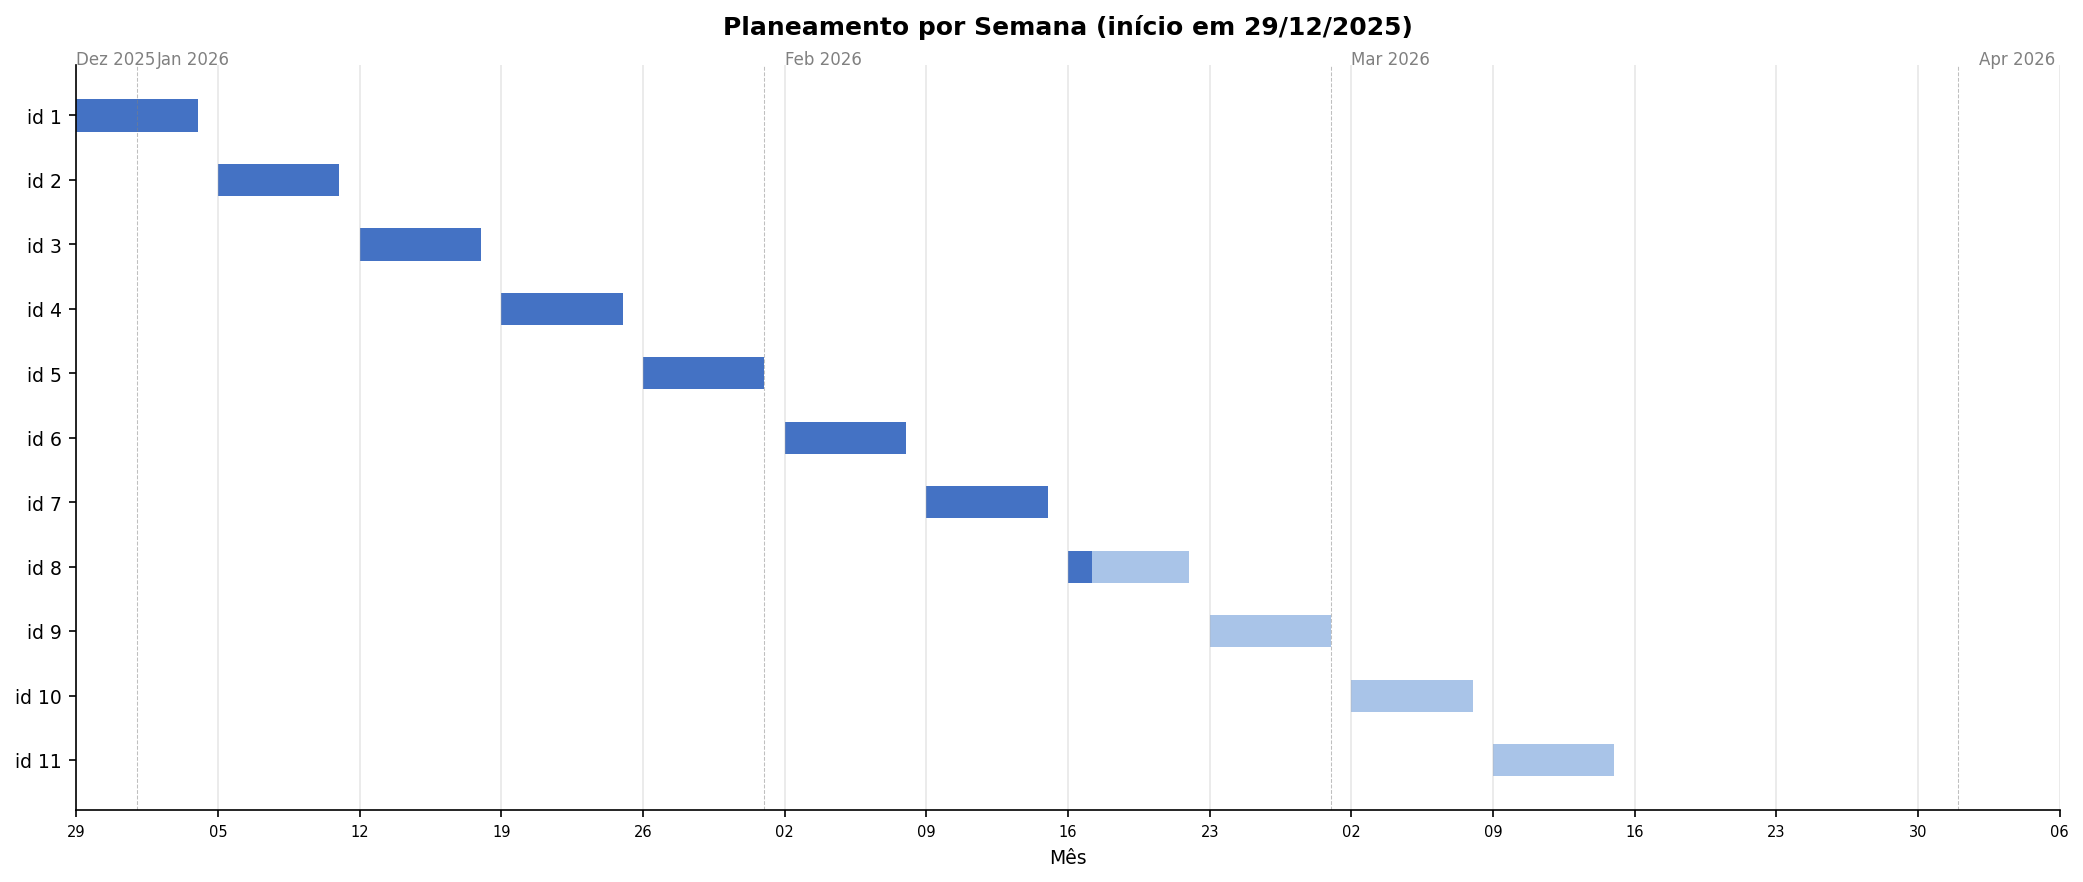 Planeamento por Semana (início em 29/12/2025)
Dez 2025 Jan 2026 Feb 2026 Mar 2026 Apr 2026
id 1
id 2
id 3
id 4
id 5
id 6
id 7
id 8
id 9
id 10
id 11
29 05 12 19 26 02 09 16 23 02 09 16 23 30 06
Mês